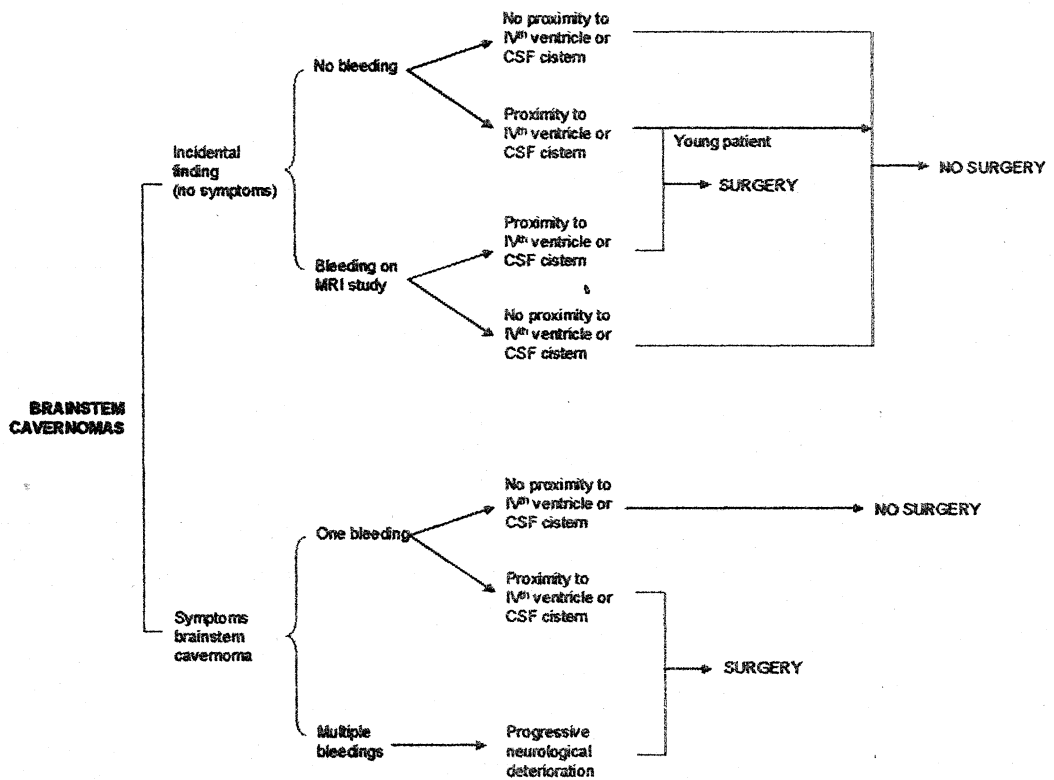 No proximity to
IVth ventricle or
CSF cistern
No bleeding
Proximity to
IVth ventricle or
CSF cistern
Young patient
Incidental
finding
(no symptoms)
NO SURGERY
SURGERY
Proximity to
IVth ventricle or
CSF cistern
Bleeding on
MRI study
No proximity to
IVth ventricle or
CSF cistern
BRAINSTEM
CAVERNOMAS
No proximity to
IVth ventricle or
CSF cistern
NO SURGERY
One bleeding
Proximity to
IVth ventricle or
CSF cistern
Symptoms
brainstem
cavernoma
SURGERY
Multiple
bleedings
Progressive
neurological
deterioration